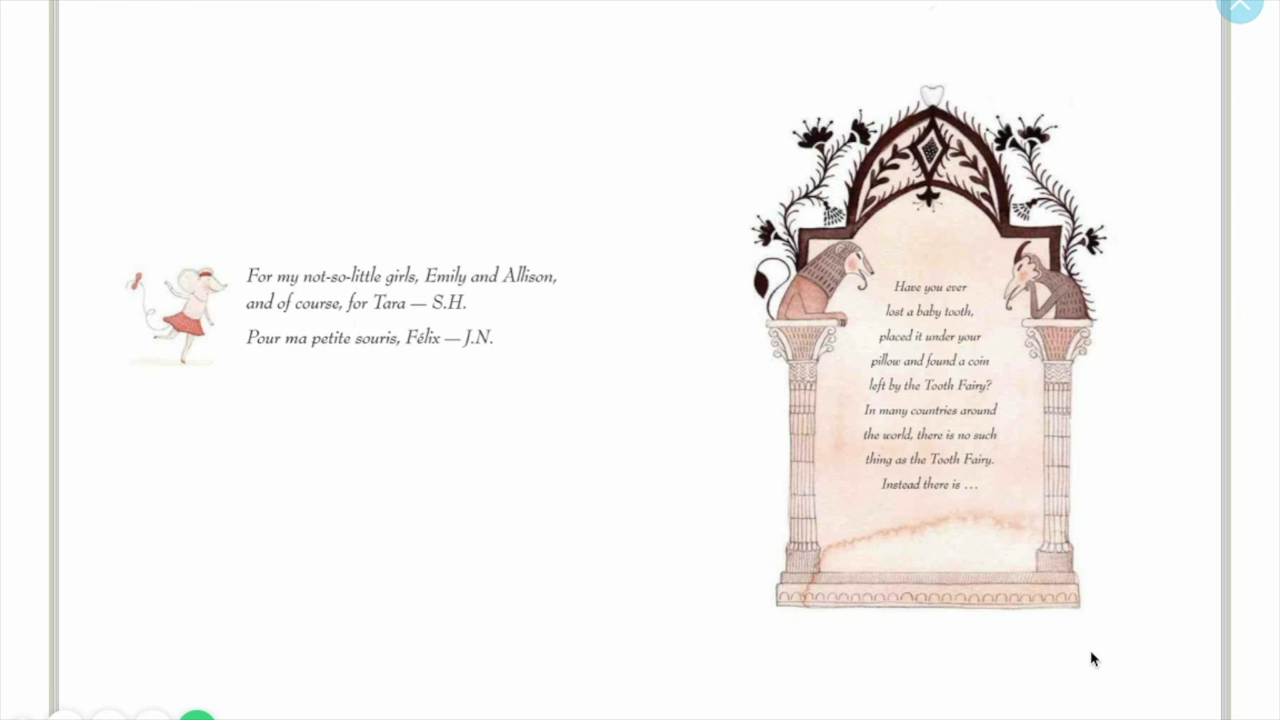 For my not-so-little girls, Emily and Allison,
and of course, for Tara — S.H.
Pour ma petite souris, Félix — J.N.
Have you ever
lost a baby tooth,
placed it under your
pillow and found a coin
left by the Tooth Fairy?
In many countries around
the world, there is no such
thing as the Tooth Fairy.
Instead there is …